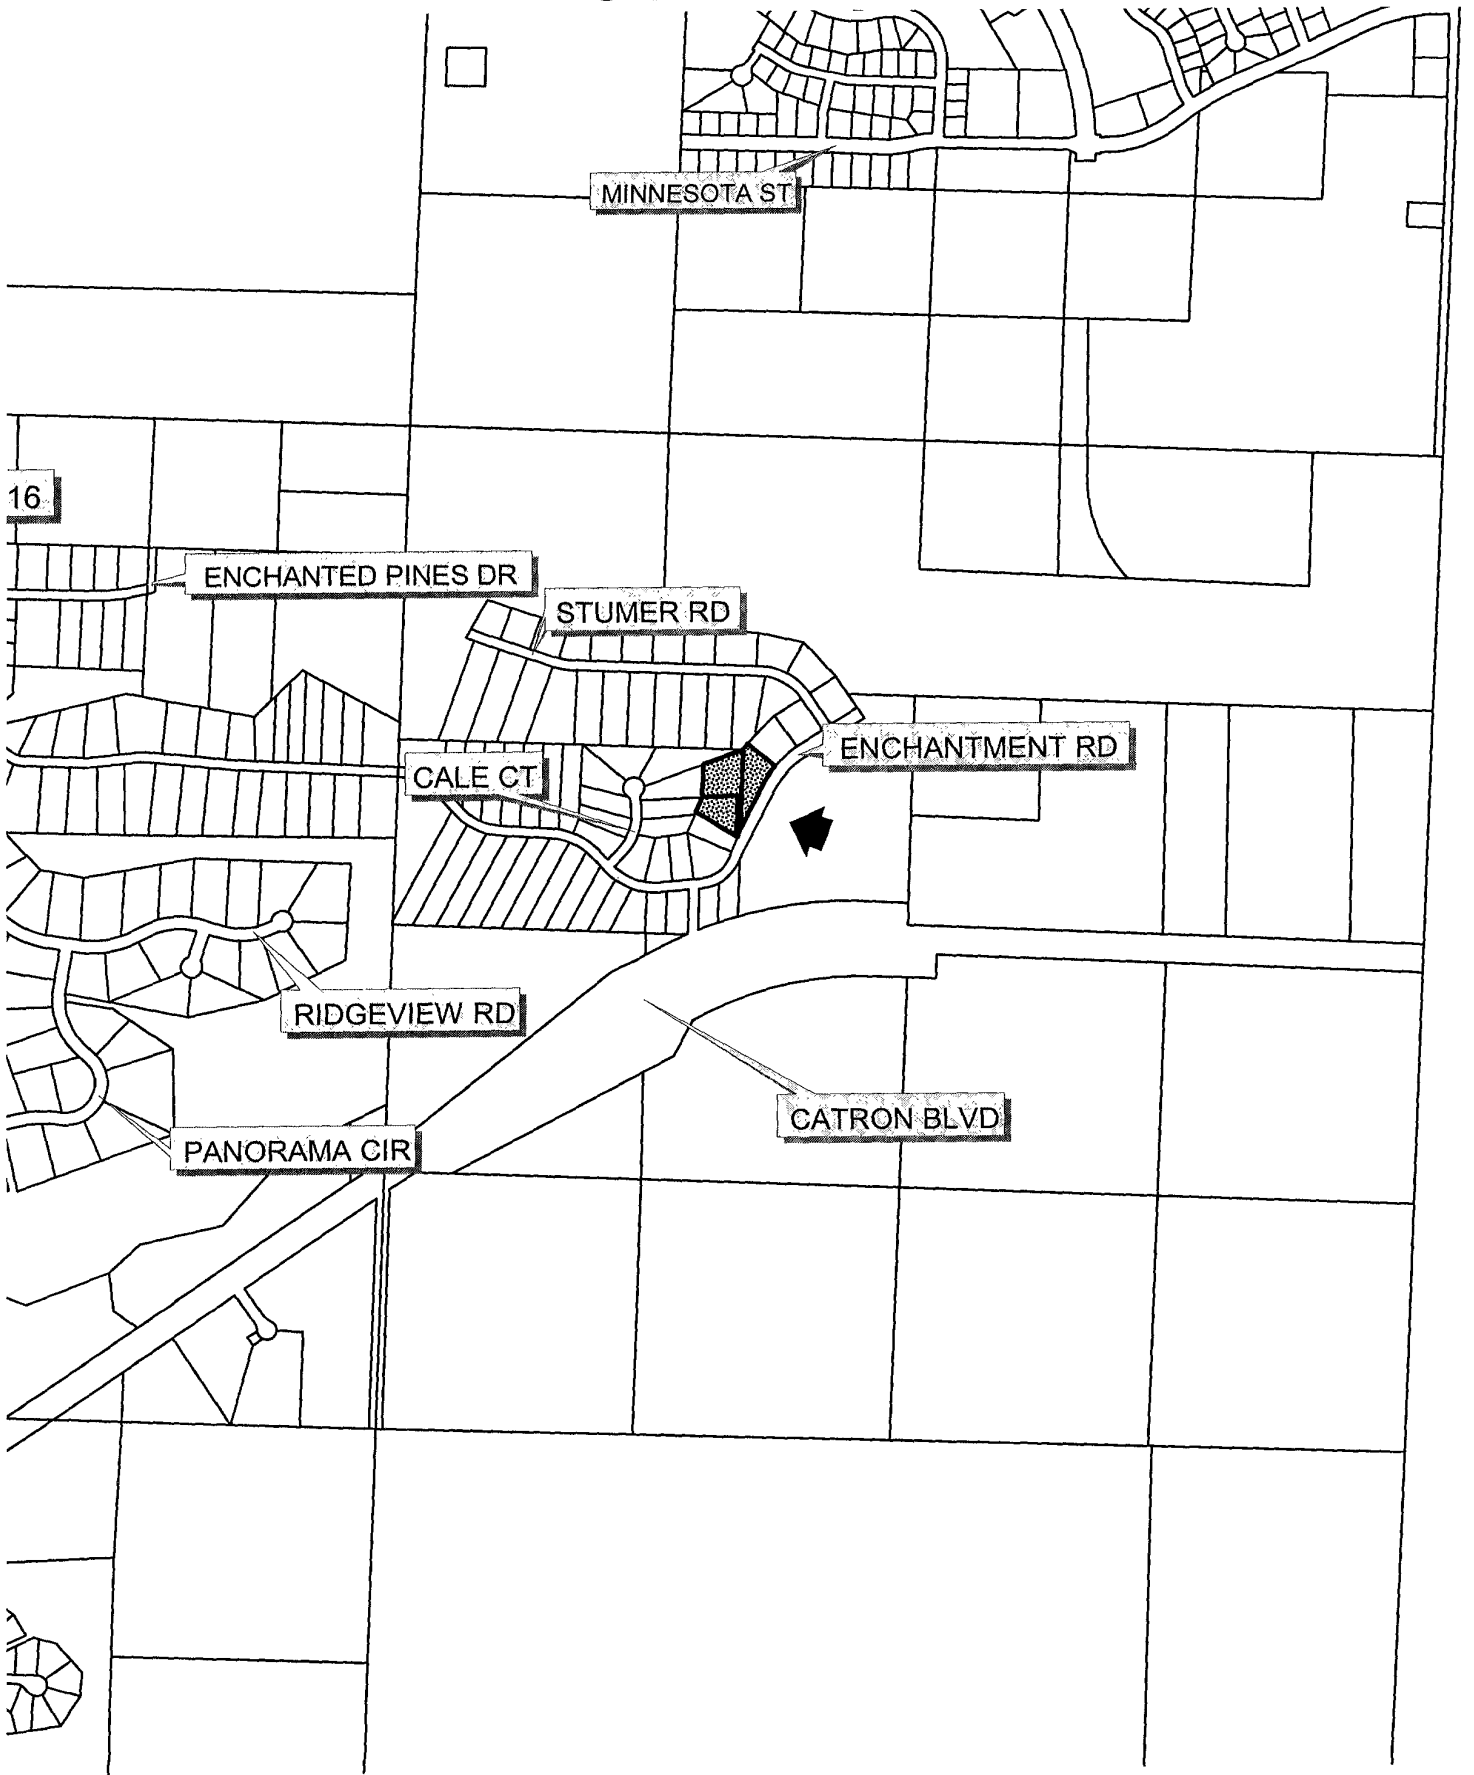 MINNESOTA ST
16
ENCHANTED PINES DR
STUMER RD
ENCHANTMENT RD
CALE CT
RIDGEVIEW RD
CATRON BLVD
PANORAMA CIR